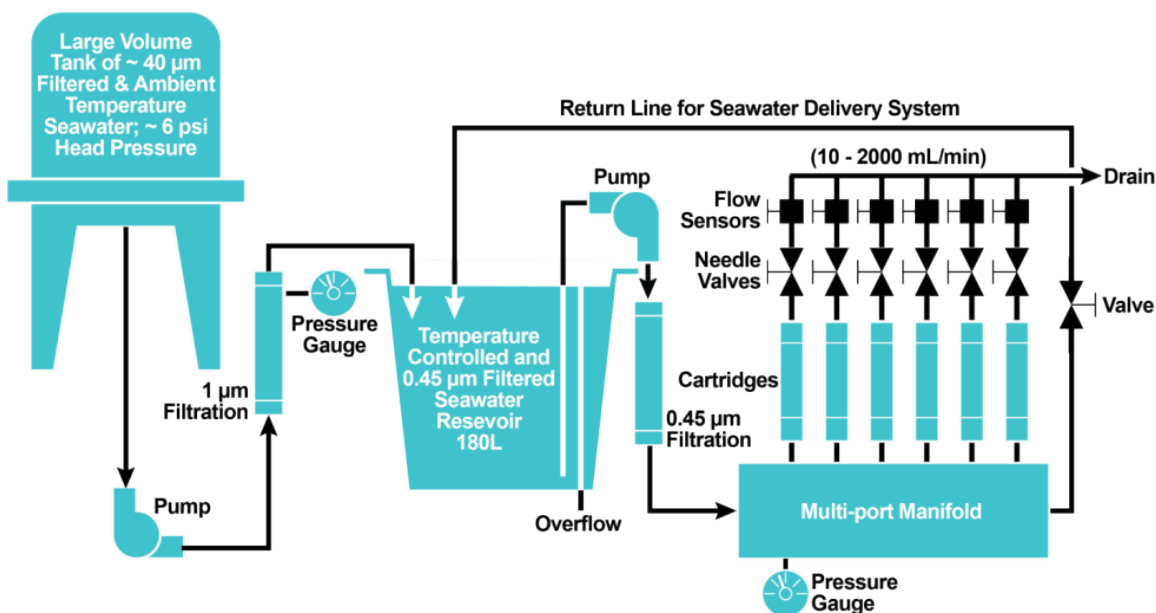 Large Volume
Tank of ~ 40 µm
Filtered & Ambient
Temperature
Seawater; ~ 6 psi
Head Pressure
Return Line for Seawater Delivery System
(10 - 2000 mL/min)
Drain
Pump
Flow
Sensors
Needle
Valves
Valve
Pressure
Gauge
1 µm
Filtration
Temperature
Controlled and
0.45 µm Filtered
Seawater
Resevoir
180L
Cartridges
0.45 µm
Filtration
Pump
Overflow
Multi-port Manifold
Pressure
Gauge